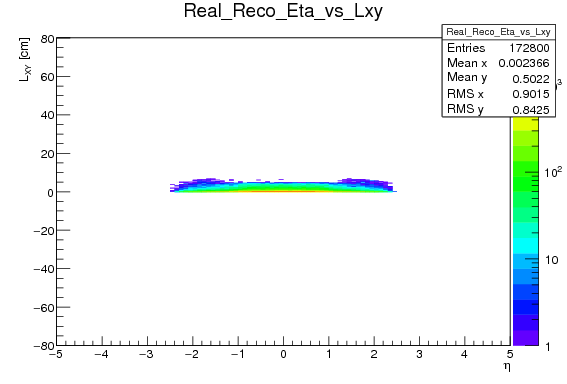 Real_Reco_Eta_vs_Lxy
Real_Reco_Eta_vs_Lxy
Entries 172800
Mean x 0.002366
Mean y 0.5022
RMS x 0.9015
RMS y 0.8425
L_XY [cm]
80
60
40
20
0
−20
−40
−60
−80
−5 −4 −3 −2 −1 0 1 2 3 4 5
η
3
10²
10
1